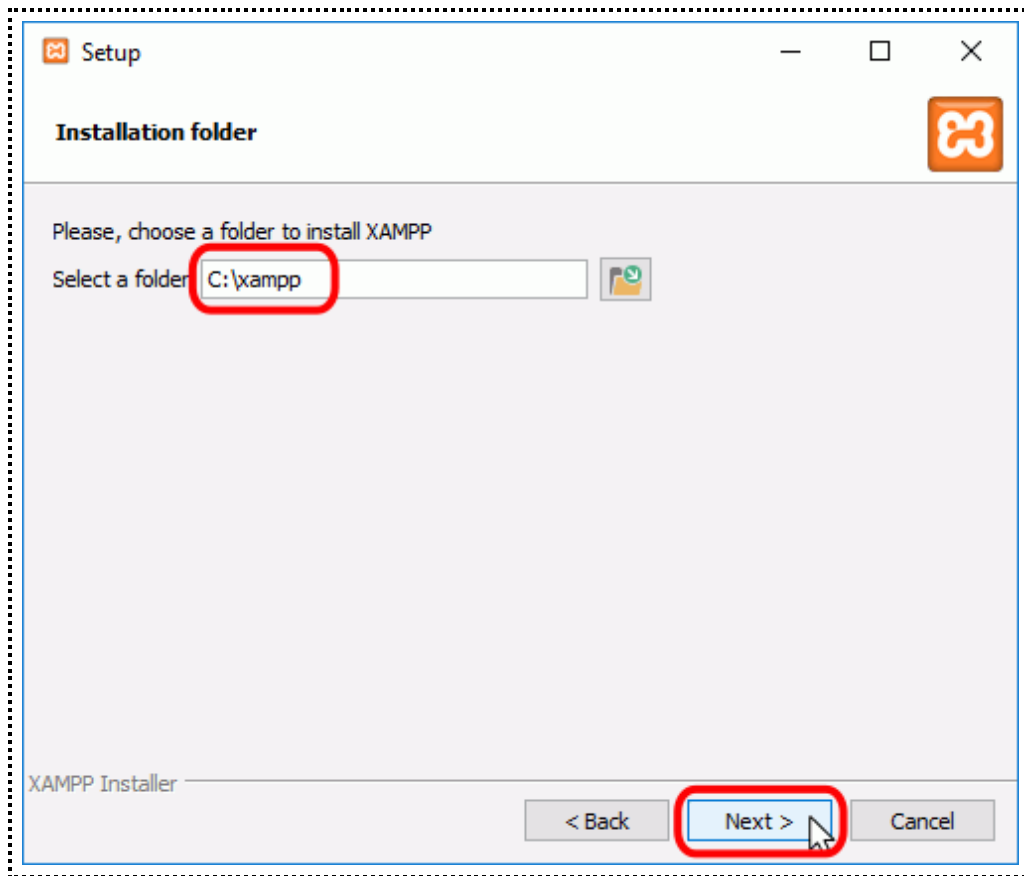 Setup
Installation folder
Please, choose a folder to install XAMPP
Select a folder C:\xampp
XAMPP Installer
< Back Next > Cancel